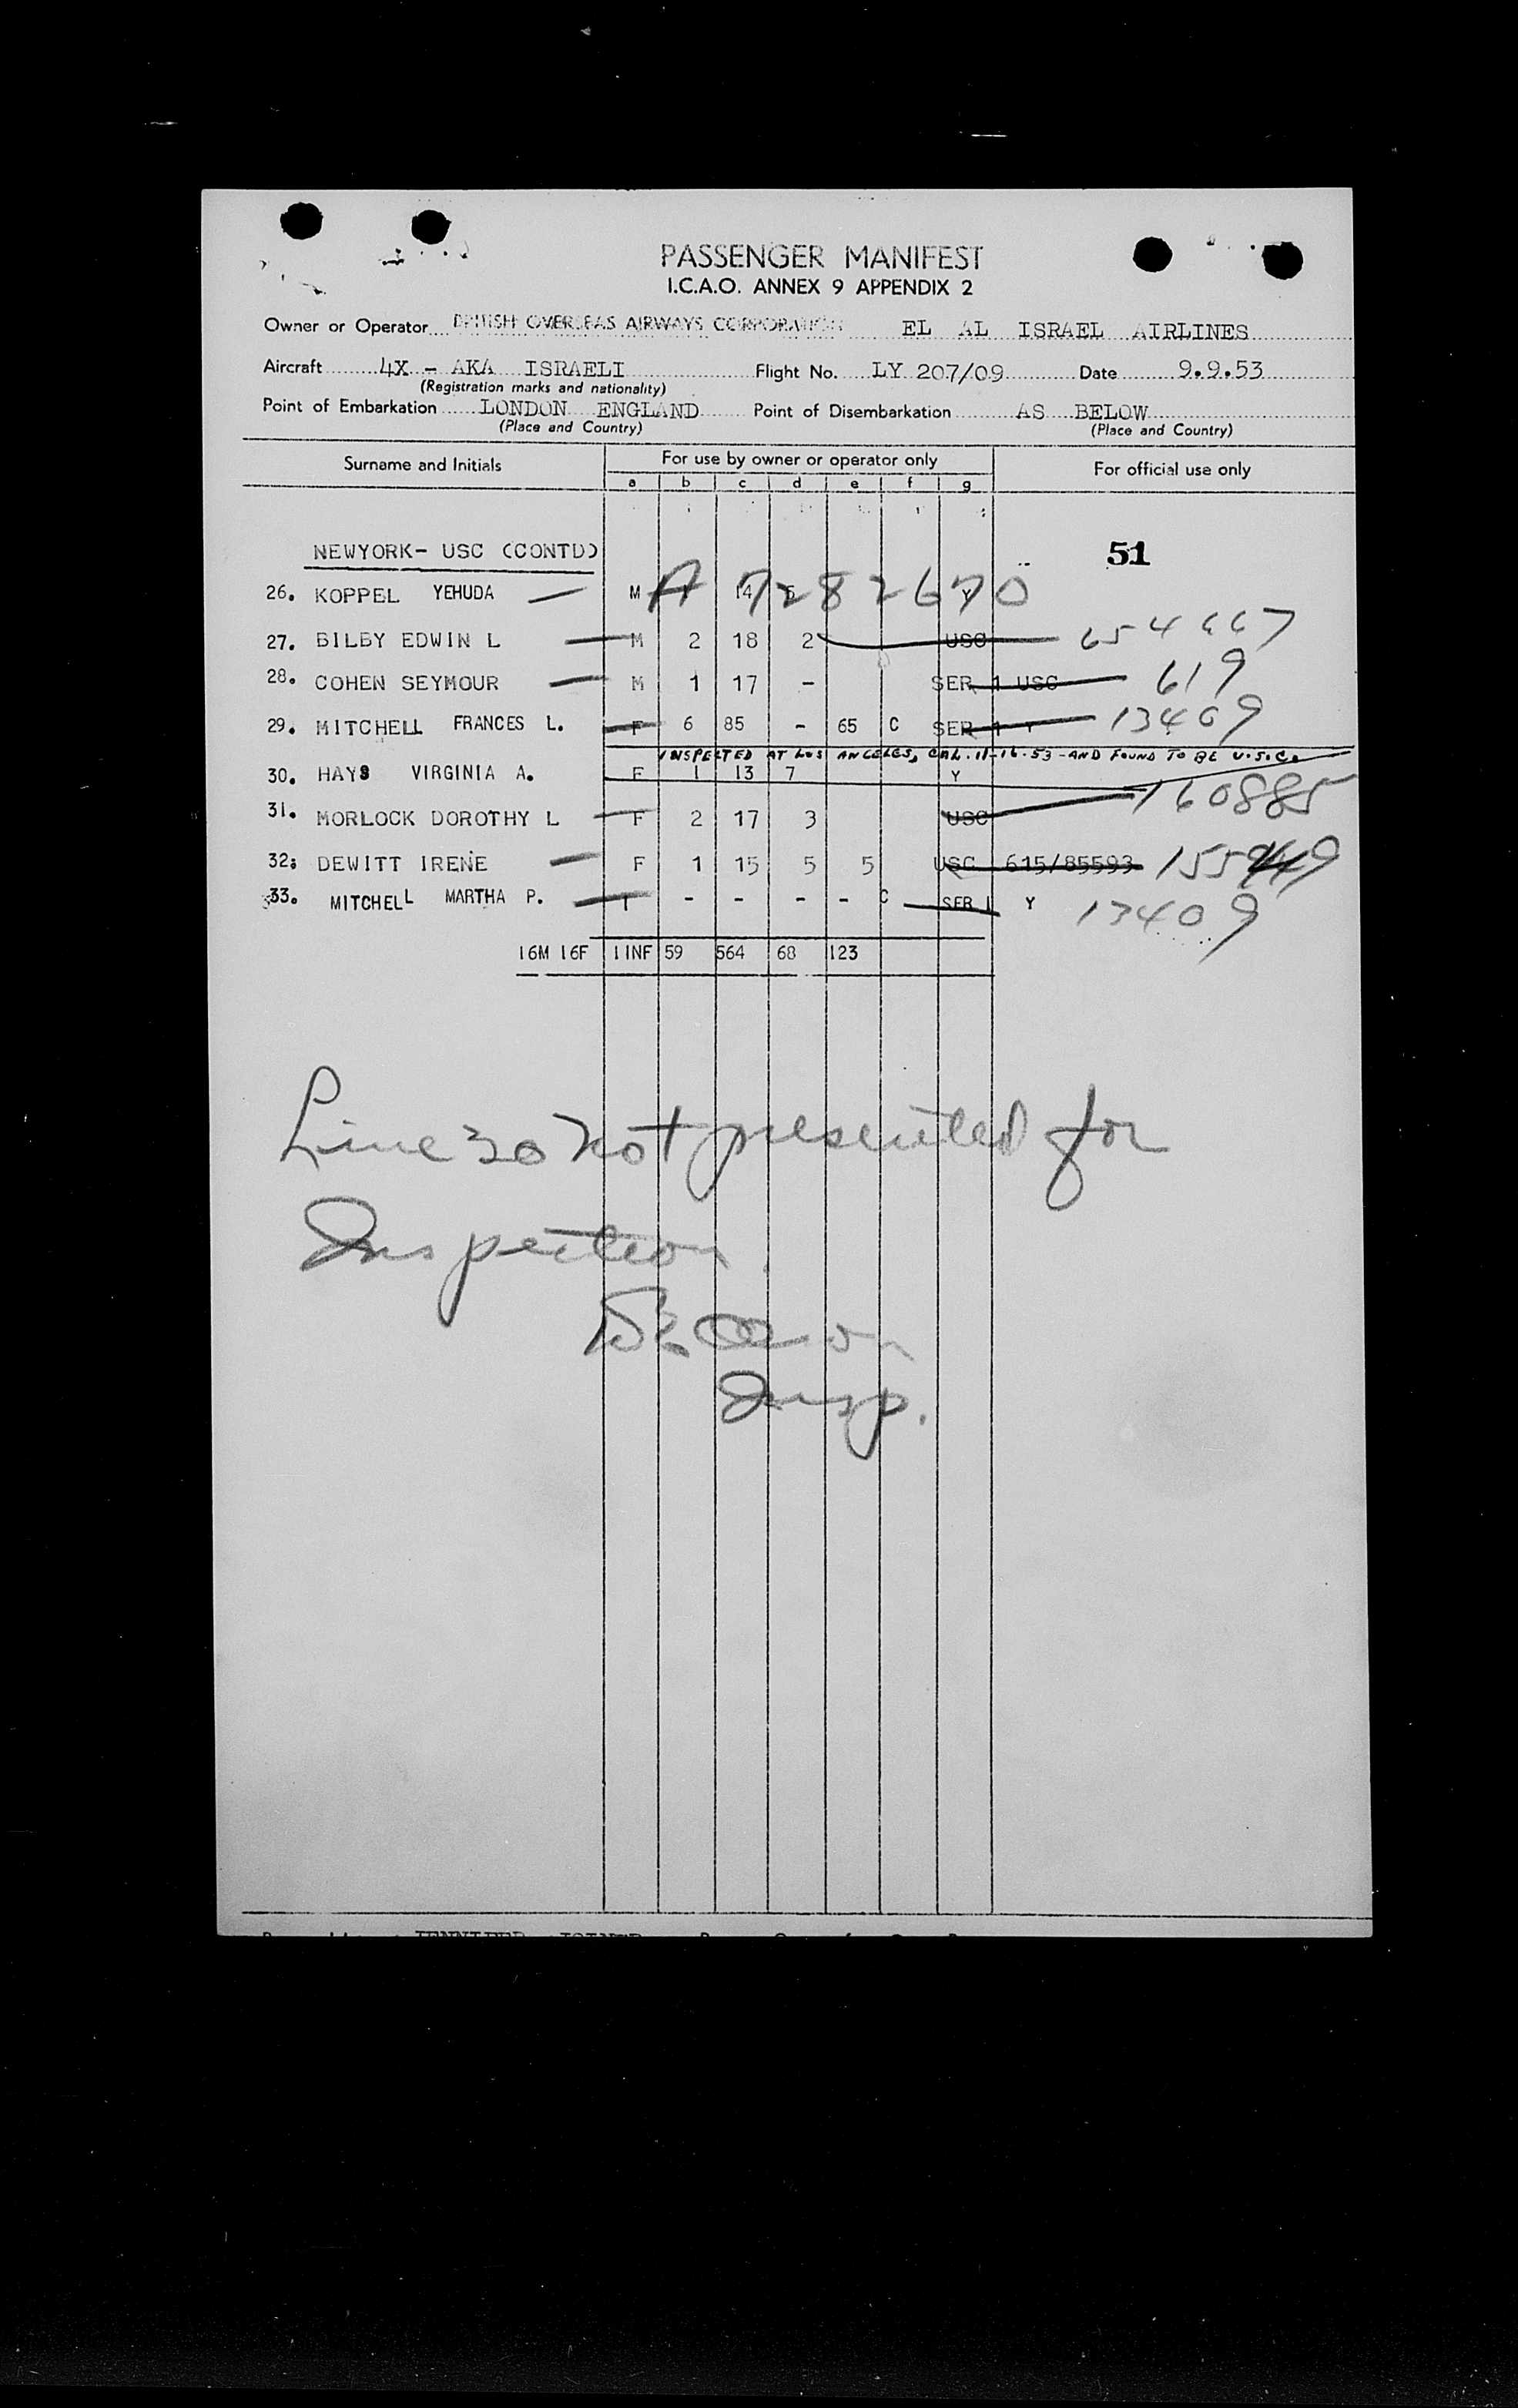 PASSENGER MANIFEST
I.C.A.O. ANNEX 9 APPENDIX 2
Owner or Operator BRITISH OVERSEAS AIRWAYS CORPORATION EL AL ISRAEL AIRLINES
Aircraft 4X - AKA ISRAELI Flight No. LY 207/09 Date 9.9.53
(Registration marks and nationality)
Point of Embarkation LONDON ENGLAND Point of Disembarkation AS BELOW
(Place and Country) (Place and Country)
Surname and Initials For use by owner or operator only For official use only
a b c d e f g
NEWYORK- USC (CONTD) 51
26. KOPPEL YEHUDA M 14 Y A 7282670
27. BILBY EDWIN L M 2 18 2 USC 654667
28. COHEN SEYMOUR M 1 17 - SER 1 USC 619
29. MITCHELL FRANCES L. F 6 85 - 65 C SER 1 Y 13409
INSPECTED AT LOS ANGELES, CAL. 11-16-53 - AND FOUND TO BE U.S.C.
30. HAYS VIRGINIA A. F 1 13 7 Y
31. MORLOCK DOROTHY L F 2 17 3 USC 160885
32. DEWITT IRENE F 1 15 5 5 USC 615/85593
33. MITCHELL MARTHA P. - - - - C SER 1 Y 13409
16M 16F 1INF 59 564 68 123
Line 30 not presented for
Inspection.
Insp.